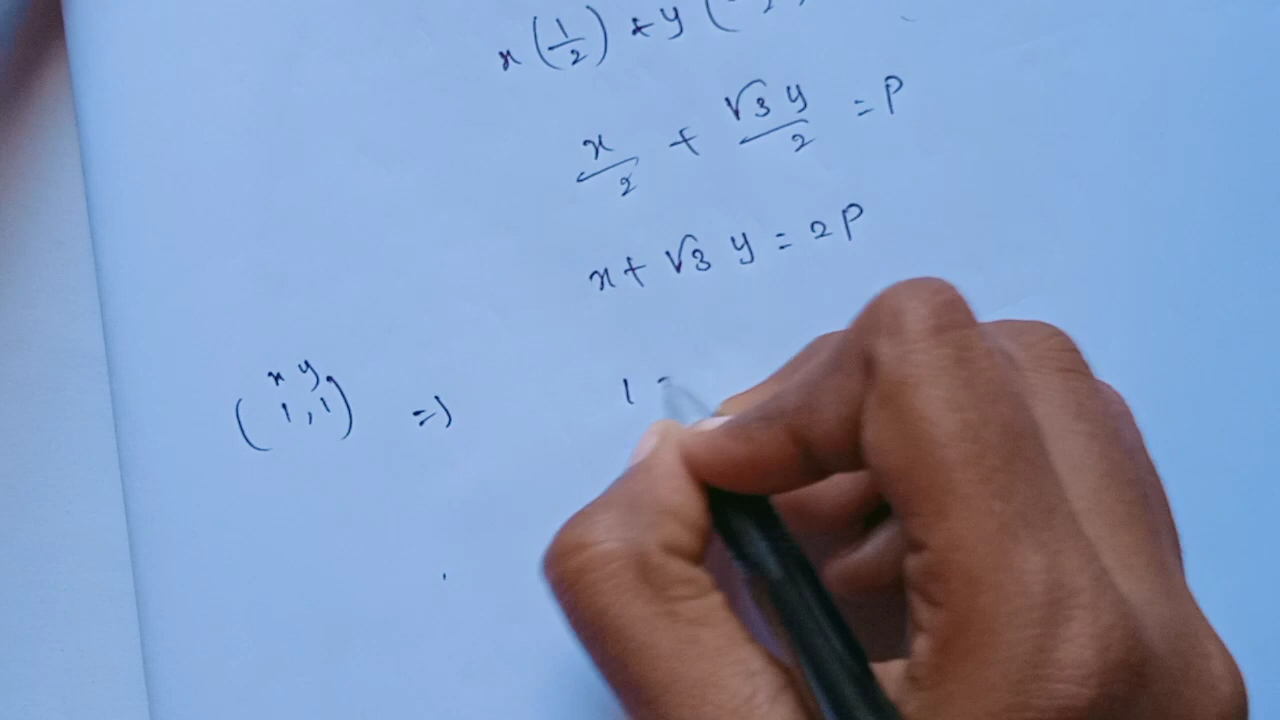 x(1/2) + y(
x/2 + √3 y/2 = P
x + √3 y = 2P
x y
(1,1) => 1